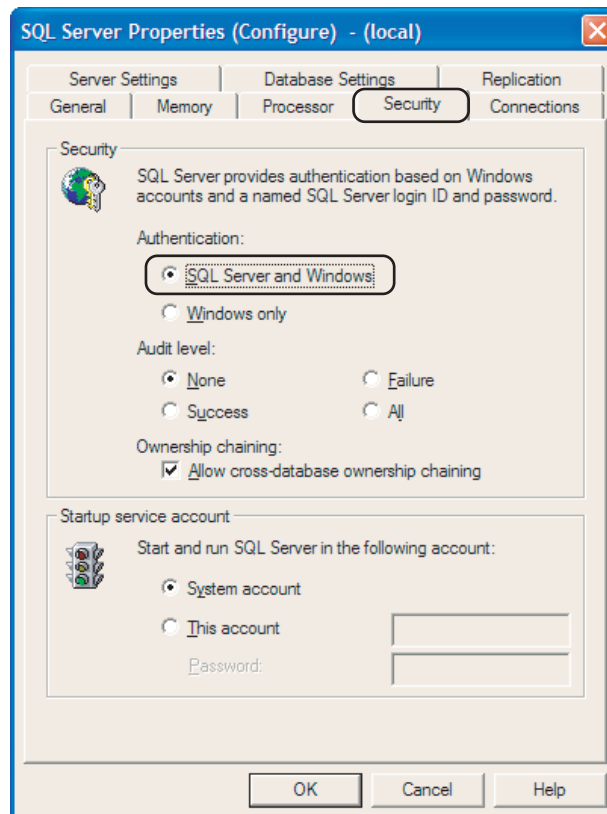 SQL Server Properties (Configure) - (local)
Server Settings
Database Settings
Replication
General
Memory
Processor
Security
Connections
Security
SQL Server provides authentication based on Windows
accounts and a named SQL Server login ID and password.
Authentication:
SQL Server and Windows
Windows only
Audit level:
None
Failure
Success
All
Ownership chaining:
Allow cross-database ownership chaining
Startup service account
Start and run SQL Server in the following account:
System account
This account
Password:
OK
Cancel
Help